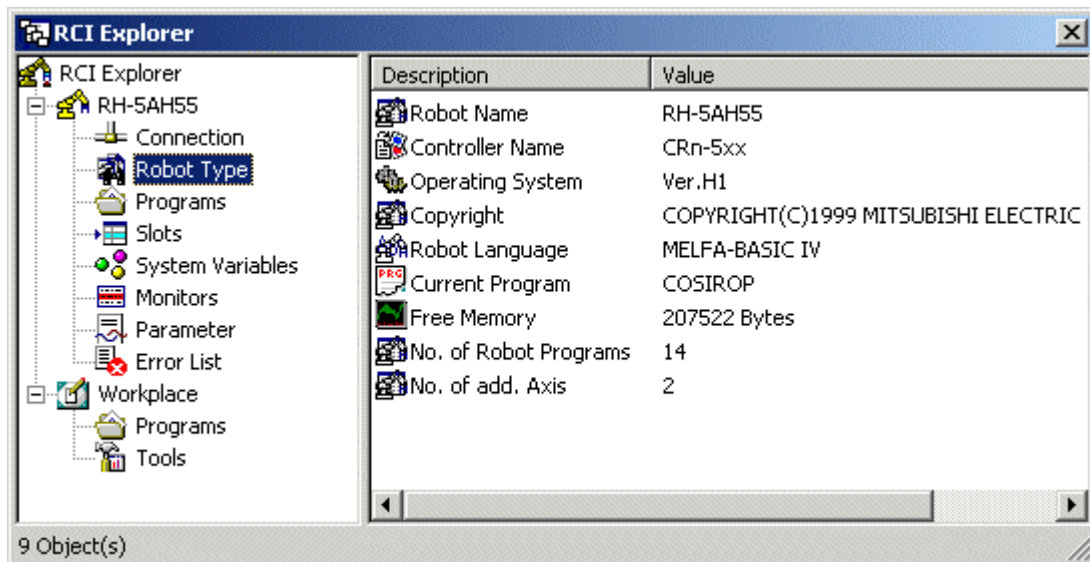 RCI Explorer
RCI Explorer
RH-5AH55
Connection
Robot Type
Programs
Slots
System Variables
Monitors
Parameter
Error List
Workplace
Programs
Tools
Description Value
Robot Name RH-5AH55
Controller Name CRn-5xx
Operating System Ver.H1
Copyright COPYRIGHT(C)1999 MITSUBISHI ELECTRIC
Robot Language MELFA-BASIC IV
PRG
Current Program COSIROP
Free Memory 207522 Bytes
No. of Robot Programs 14
No. of add. Axis 2
9 Object(s)